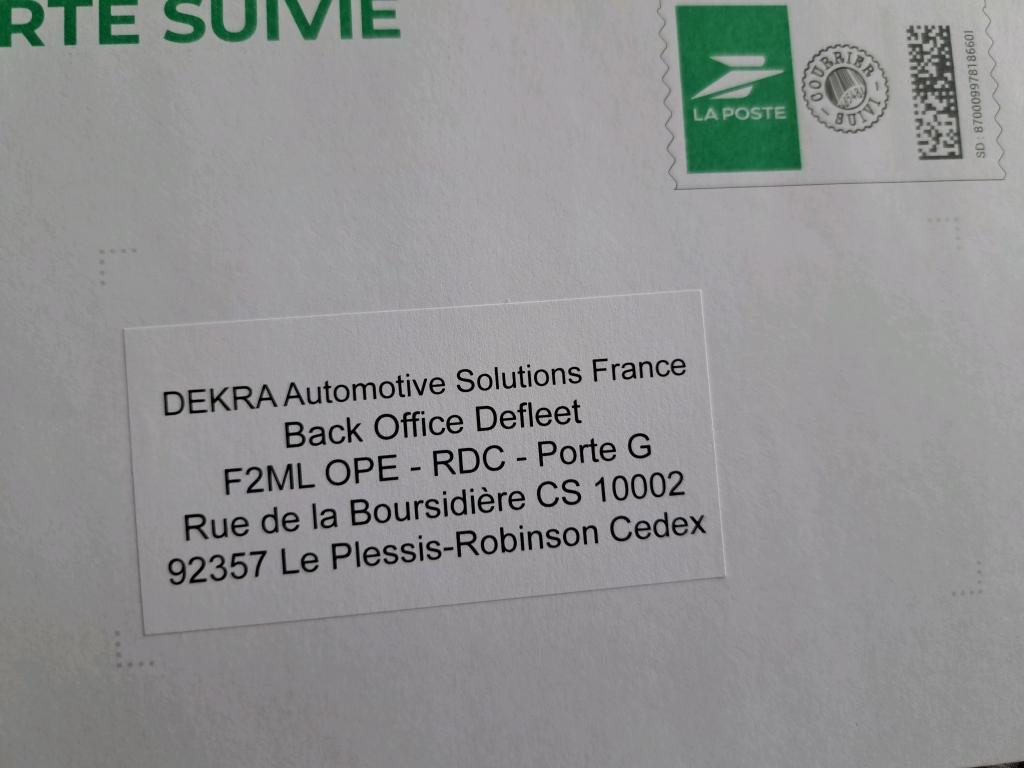 RTE SUIVIE
LA POSTE
COURRIER
SUIVI
SD : 87000997818660J
DEKRA Automotive Solutions France
Back Office Defleet
F2ML OPE - RDC - Porte G
Rue de la Boursidière CS 10002
92357 Le Plessis-Robinson Cedex